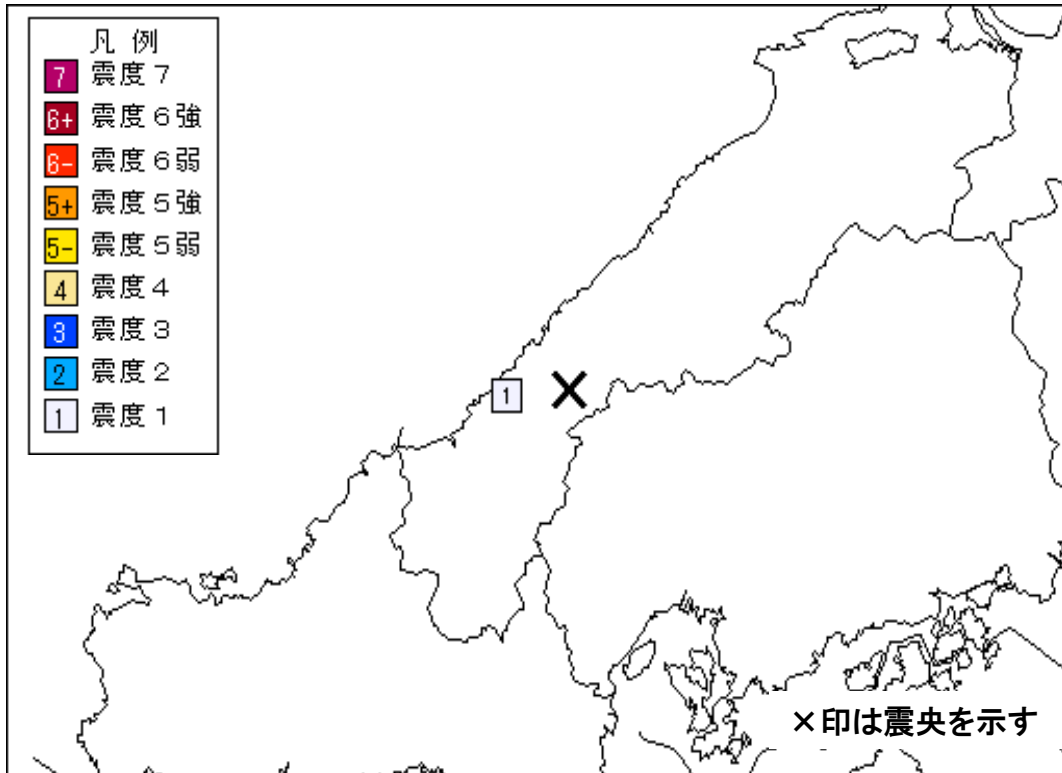 凡 例
7 震度７
6+ 震度６強
6- 震度６弱
5+ 震度５強
5- 震度５弱
4 震度４
3 震度３
2 震度２
1 震度１
1
×印は震央を示す